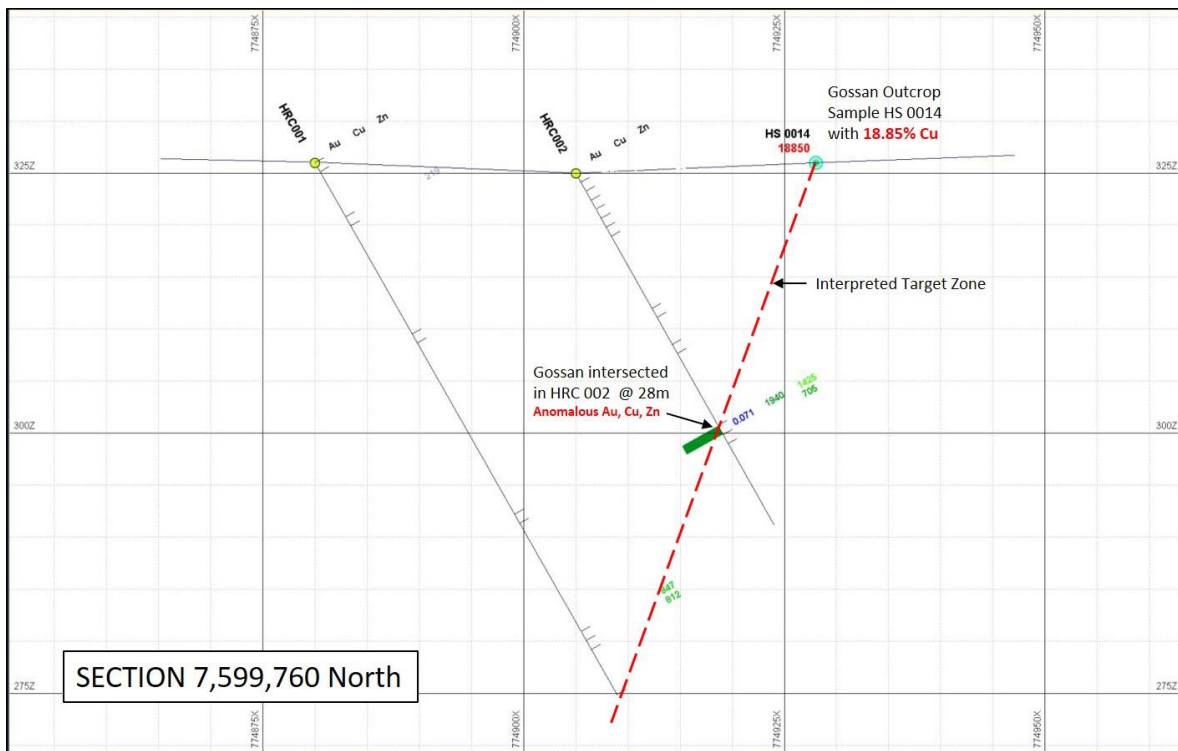 774875X
774900X
774925X
774950X
HRC001
Au Cu Zn
HRC002
Au Cu Zn
HS 0014
18850
Gossan Outcrop
Sample HS 0014
with 18.85% Cu
325Z
325Z
219
Interpreted Target Zone
Gossan intersected
in HRC 002 @ 28m
Anomalous Au, Cu, Zn
0.071
1940
1425
705
300Z
300Z
812
SECTION 7,599,760 North
275Z
275Z
774875X
774900X
774925X
774950X